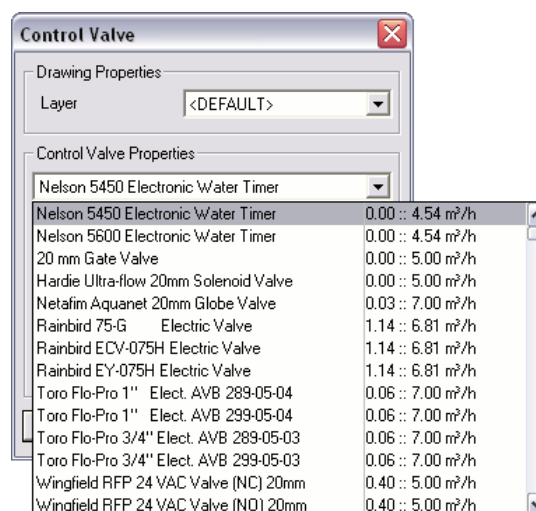 Control Valve
Drawing Properties
Layer <DEFAULT>
Control Valve Properties
Nelson 5450 Electronic Water Timer
Nelson 5450 Electronic Water Timer 0.00 :: 4.54 m³/h
Nelson 5600 Electronic Water Timer 0.00 :: 4.54 m³/h
20 mm Gate Valve 0.00 :: 5.00 m³/h
Hardie Ultra-flow 20mm Solenoid Valve 0.00 :: 5.00 m³/h
Netafim Aquanet 20mm Globe Valve 0.03 :: 7.00 m³/h
Rainbird 75-G Electric Valve 1.14 :: 6.81 m³/h
Rainbird ECV-075H Electric Valve 1.14 :: 6.81 m³/h
Rainbird EY-075H Electric Valve 1.14 :: 6.81 m³/h
Toro Flo-Pro 1'' Elect. AVB 289-05-04 0.06 :: 7.00 m³/h
Toro Flo-Pro 1'' Elect. AVB 299-05-04 0.06 :: 7.00 m³/h
Toro Flo-Pro 3/4'' Elect. AVB 289-05-03 0.06 :: 7.00 m³/h
Toro Flo-Pro 3/4'' Elect. AVB 299-05-03 0.06 :: 7.00 m³/h
Wingfield RFP 24 VAC Valve (NC) 20mm 0.40 :: 5.00 m³/h
Wingfield RFP 24 VAC Valve (NO) 20mm 0.40 :: 5.00 m³/h